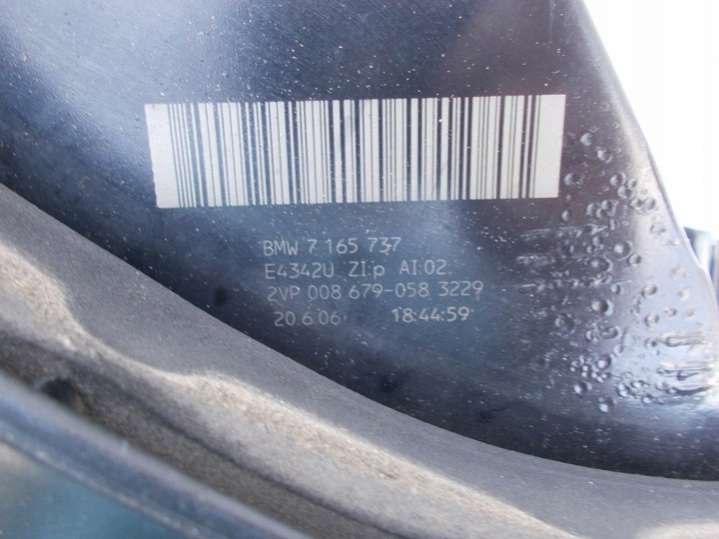 BMW 7 165 737
E4342U ZI:p AI:02
2VP 008 679-058 3229
20.6.06 18:44:59